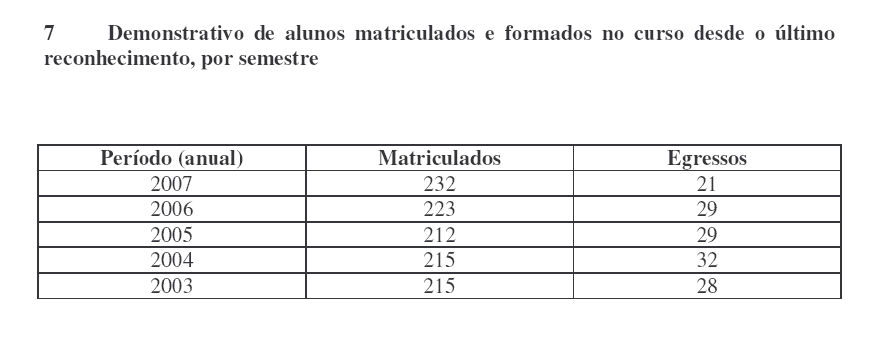 7 Demonstrativo de alunos matriculados e formados no curso desde o último
reconhecimento, por semestre
Período (anual) Matriculados Egressos
2007 232 21
2006 223 29
2005 212 29
2004 215 32
2003 215 28